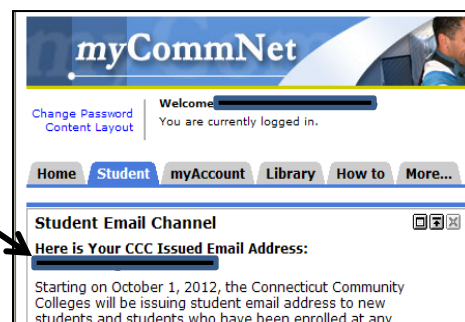 myCommNet
Change Password
Content Layout
Welcome
You are currently logged in.
Home Student myAccount Library How to More...
Student Email Channel
Here is Your CCC Issued Email Address:
Starting on October 1, 2012, the Connecticut Community
Colleges will be issuing student email address to new
students and students who have been enrolled at any